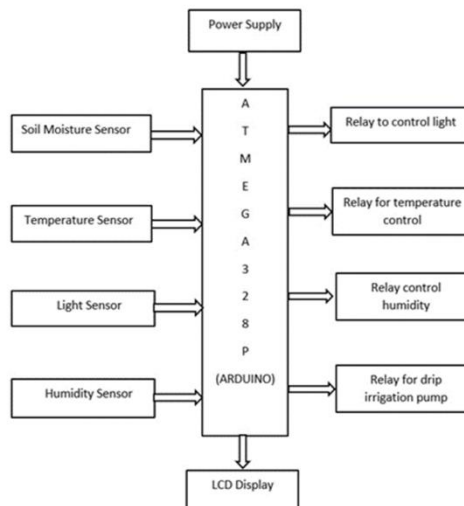 Power Supply
Soil Moisture Sensor
Temperature Sensor
Light Sensor
Humidity Sensor
A
T
M
E
G
A
3
2
8
P
(ARDUINO)
Relay to control light
Relay for temperature
control
Relay control
humidity
Relay for drip
irrigation pump
LCD Display